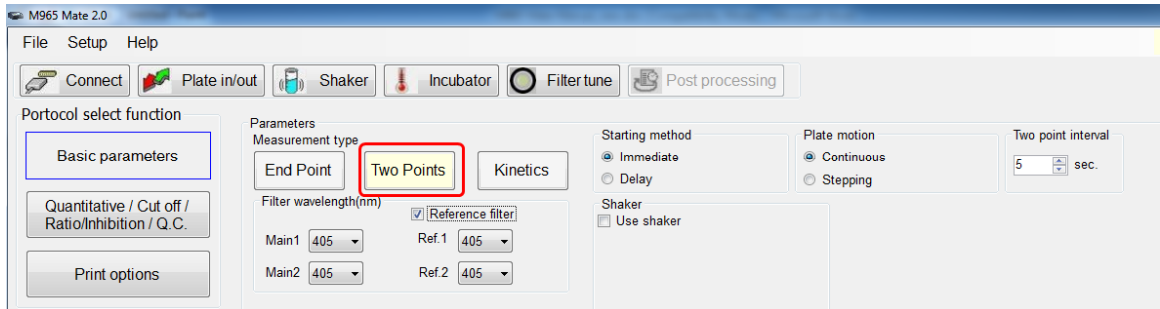 M965 Mate 2.0
File Setup Help
Connect Plate in/out Shaker Incubator Filter tune Post processing
Portocol select function
Basic parameters
Quantitative / Cut off /
Ratio/Inhibition / Q.C.
Print options
Parameters
Measurement type
End Point Two Points Kinetics
Filter wavelength(nm)
Reference filter
Main1 405 Ref.1 405
Main2 405 Ref.2 405
Starting method
Immediate
Delay
Plate motion
Continuous
Stepping
Two point interval
5 sec.
Shaker
Use shaker